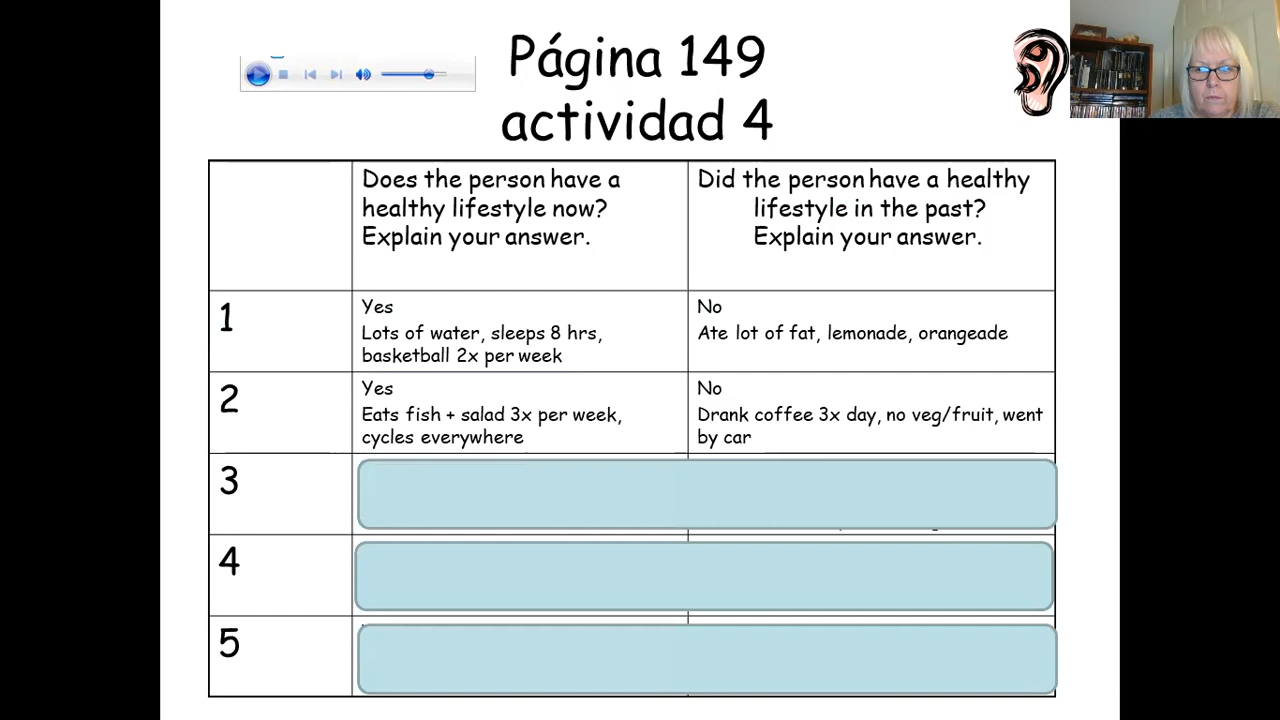 Página 149
actividad 4
Does the person have a
healthy lifestyle now?
Explain your answer.
Did the person have a healthy
lifestyle in the past?
Explain your answer.
1
Yes
Lots of water, sleeps 8 hrs,
basketball 2x per week
No
Ate lot of fat, lemonade, orangeade
2
Yes
Eats fish + salad 3x per week,
cycles everywhere
No
Drank coffee 3x day, no veg/fruit, went
by car
3
4
5